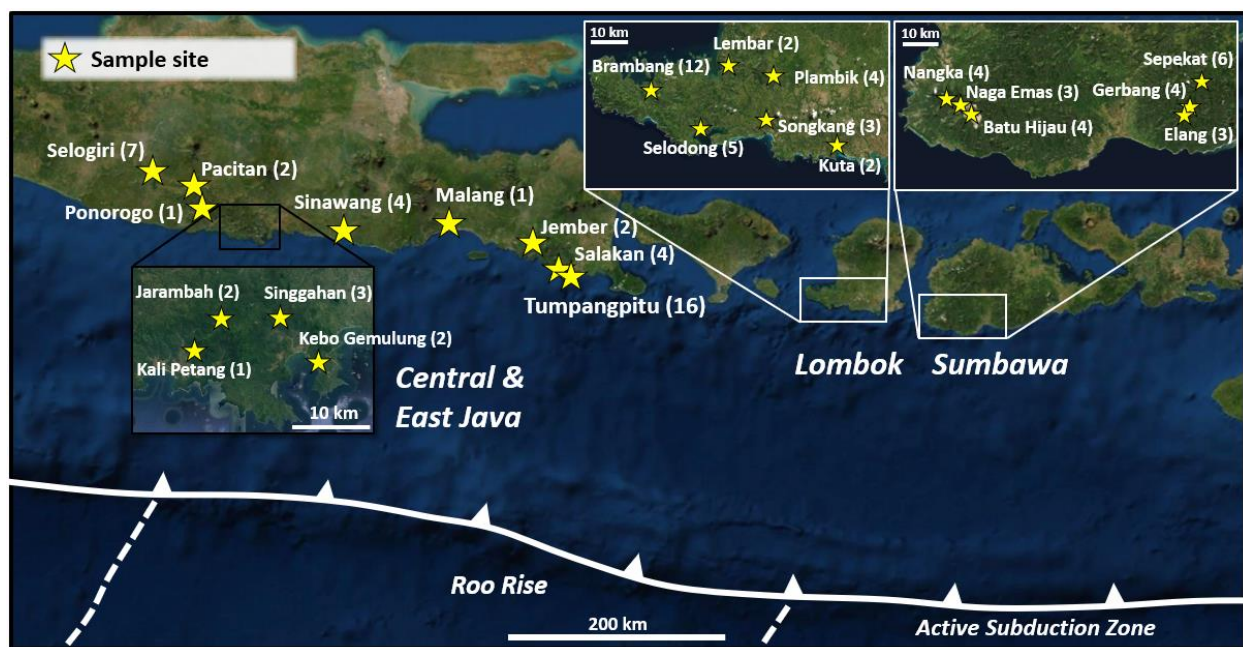 Sample site
Selogiri (7)
Pacitan (2)
Ponorogo (1)
Sinawang (4)
Malang (1)
Jember (2)
Salakan (4)
Tumpangpitu (16)
Jarambah (2)
Singgahan (3)
Kebo Gemulung (2)
Kali Petang (1)
10 km
Central &
East Java
10 km
Lembar (2)
Brambang (12)
Plambik (4)
Songkang (3)
Selodong (5)
Kuta (2)
10 km
Sepekat (6)
Nangka (4)
Naga Emas (3)
Gerbang (4)
Batu Hijau (4)
Elang (3)
Lombok
Sumbawa
Roo Rise
200 km
Active Subduction Zone